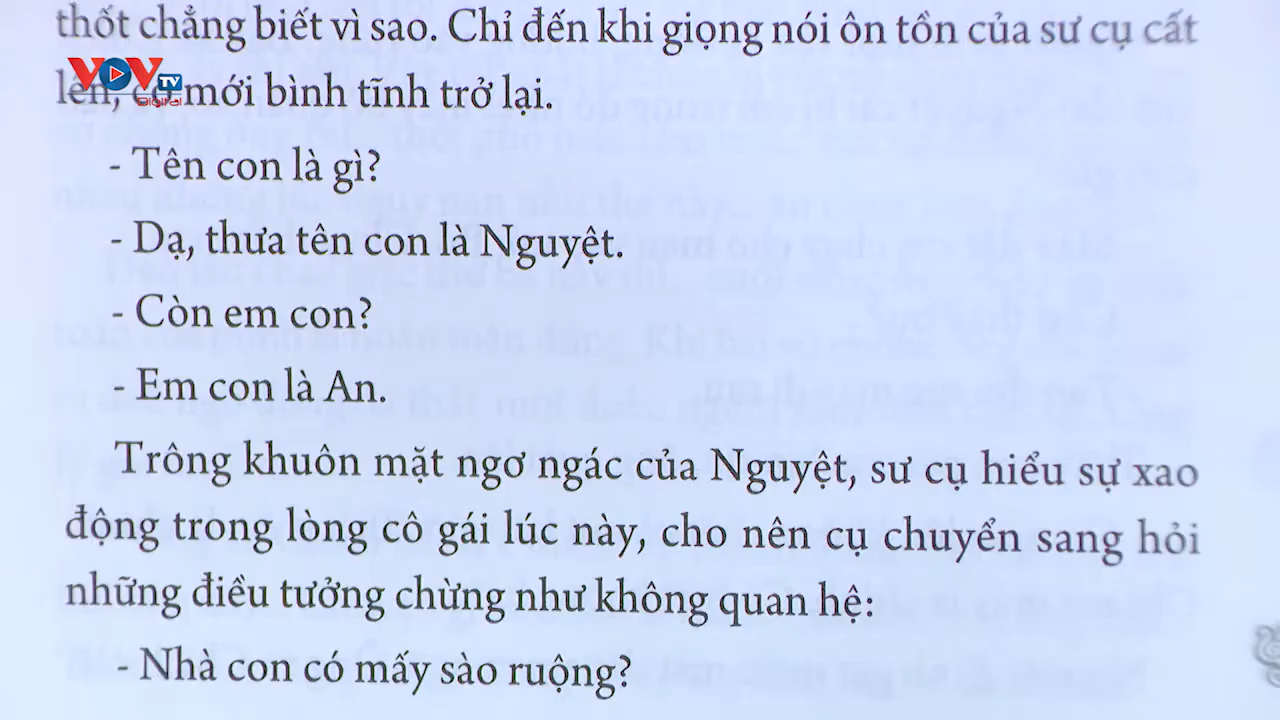 thốt chẳng biết vì sao. Chỉ đến khi giọng nói ôn tồn của sư cụ cất
VOV TV
Digital
lên, cô mới bình tĩnh trở lại.
- Tên con là gì?
- Dạ, thưa tên con là Nguyệt.
- Còn em con?
- Em con là An.
Trông khuôn mặt ngơ ngác của Nguyệt, sư cụ hiểu sự xao
động trong lòng cô gái lúc này, cho nên cụ chuyển sang hỏi
những điều tưởng chừng như không quan hệ:
- Nhà con có mấy sào ruộng?